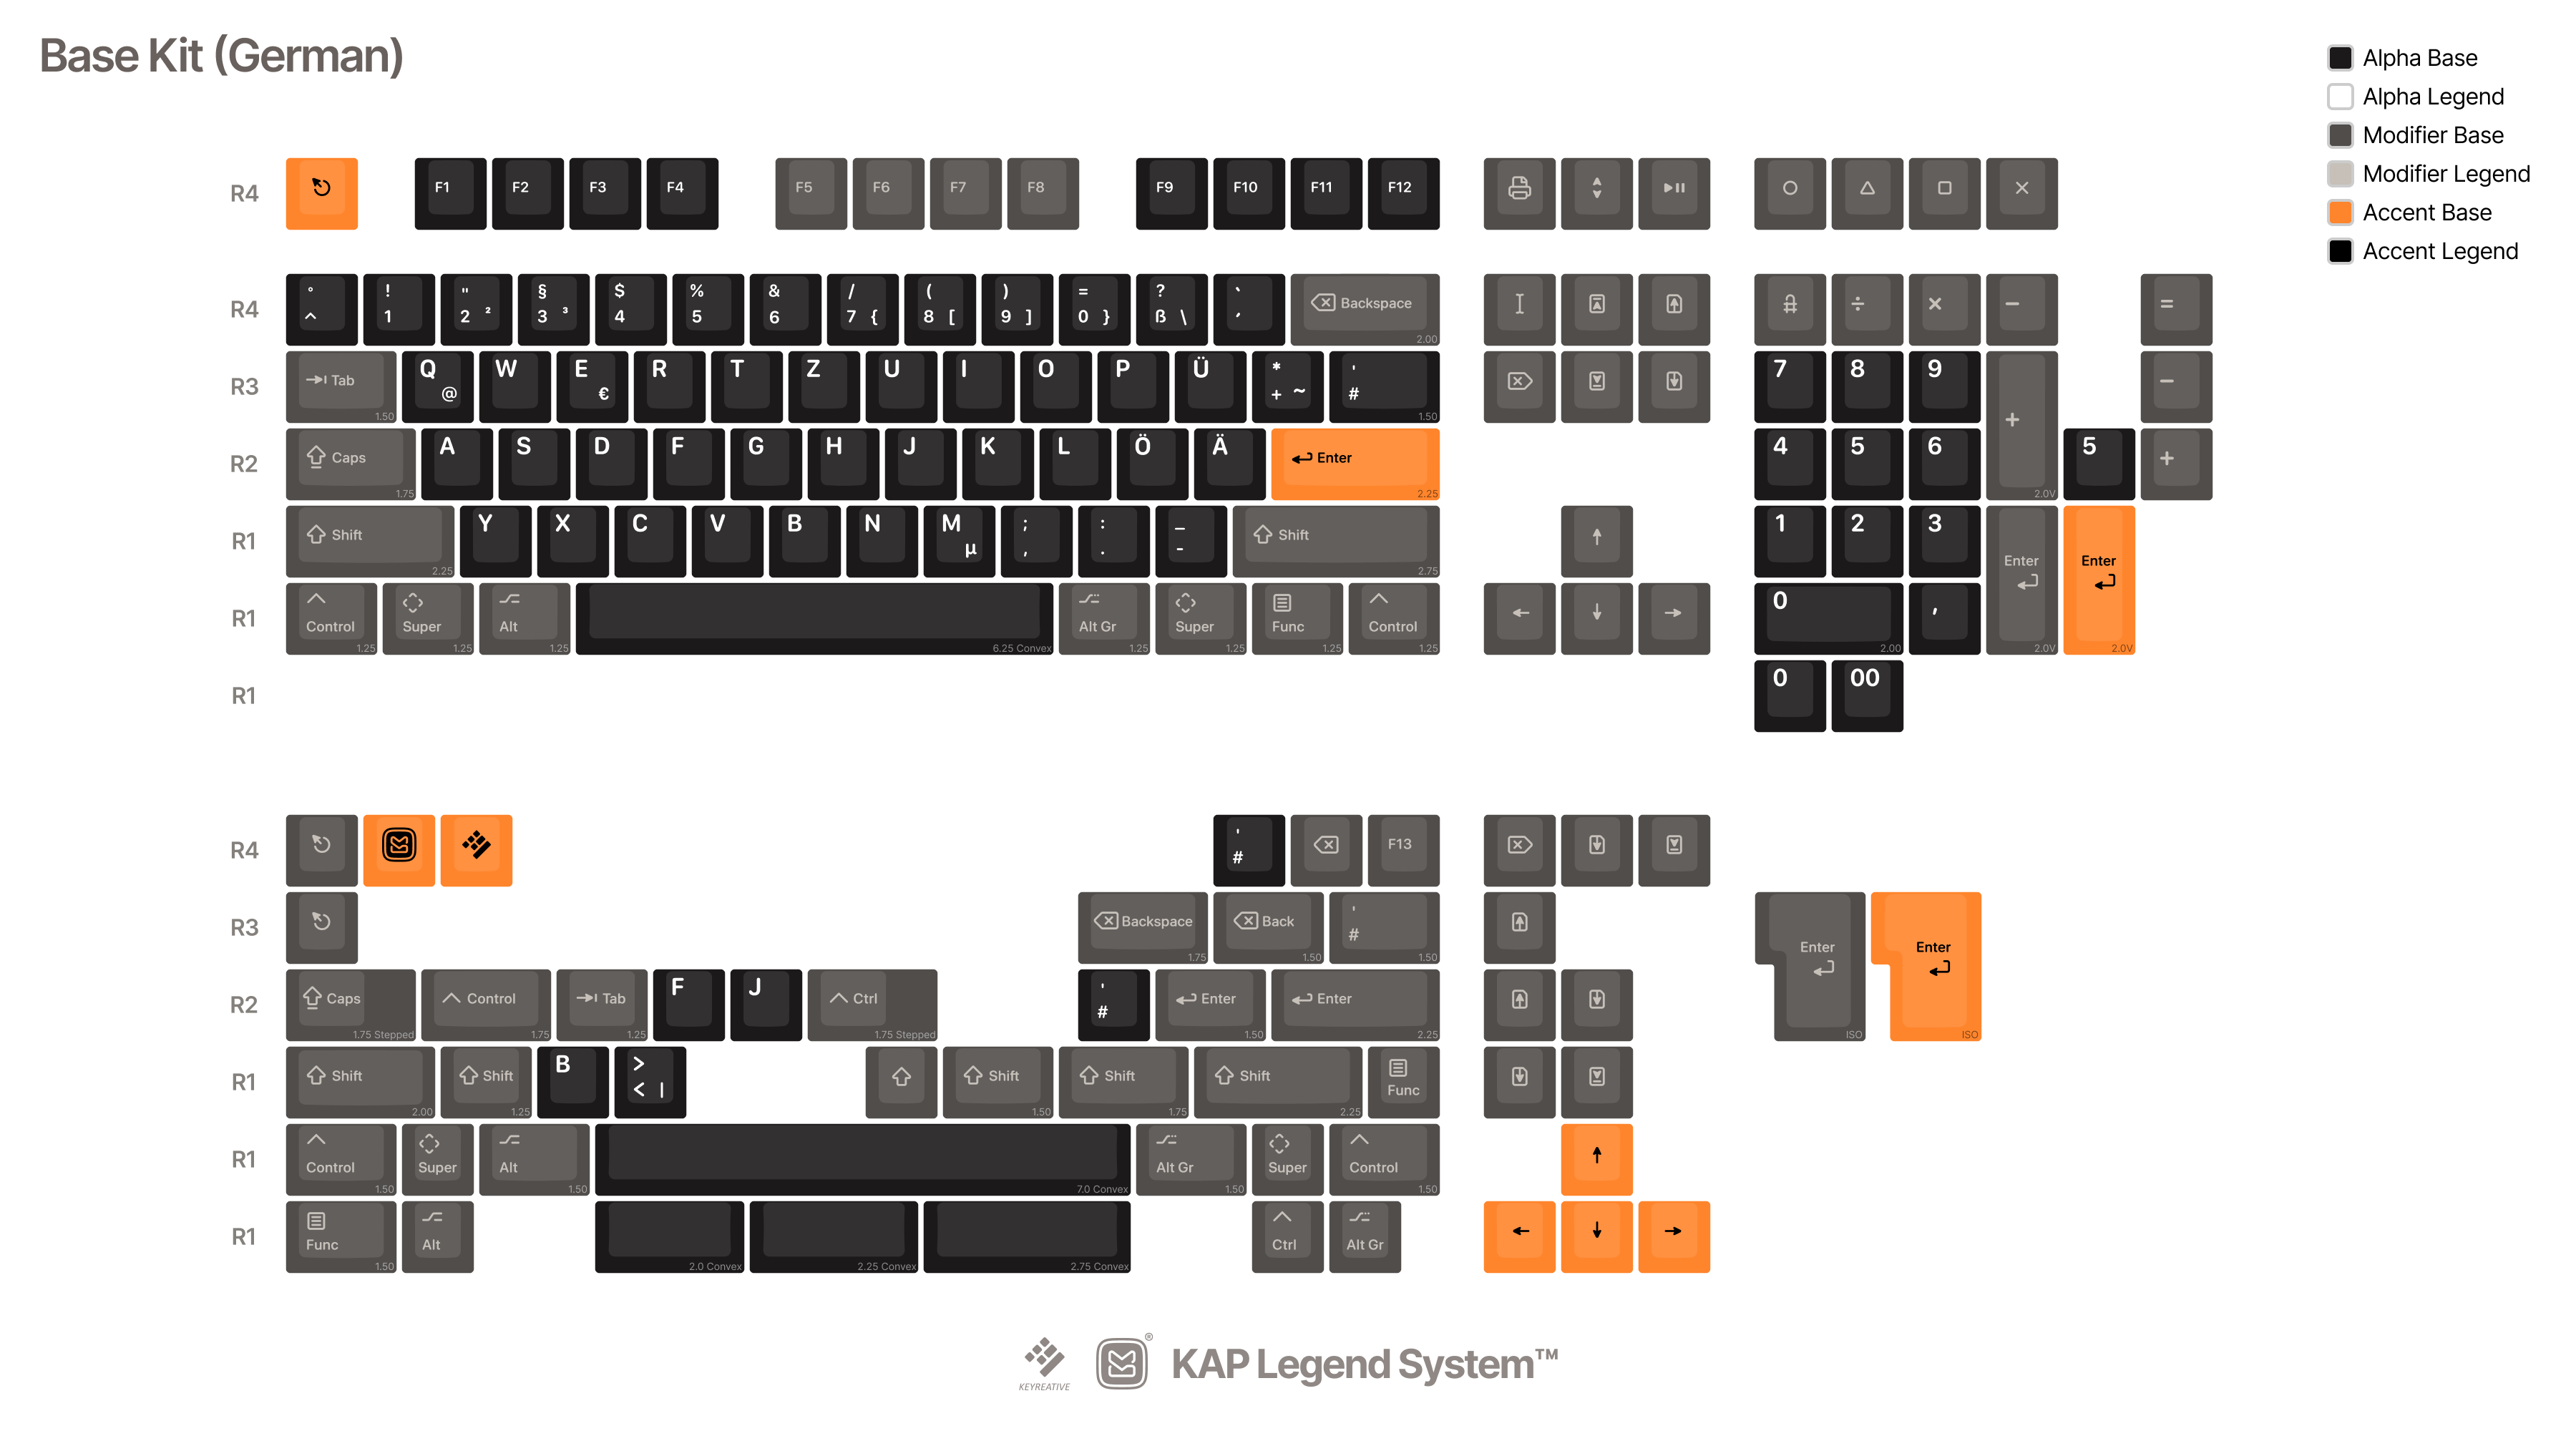 Base Kit (German)
Alpha Base
Alpha Legend
Modifier Base
Modifier Legend
Accent Base
Accent Legend
R4 F1 F2 F3 F4 F5 F6 F7 F8 F9 F10 F11 F12
° ! " § $ % & / ( ) = ? `
R4 ^ 1 2 ² 3 ³ 4 5 6 7 { 8 [ 9 ] 0 } ß \ ´ Backspace 2.00 ÷ × − =
R3 Tab 1.50 Q @ W E € R T Z U I O P Ü * + ~ ' # 1.50 7 8 9 + 2.0V −
R2 Caps 1.75 A S D F G H J K L Ö Ä Enter 2.25 4 5 6 5 +
R1 Shift 2.25 Y X C V B N M µ ; , : . _ - Shift 2.75 ↑ 1 2 3 Enter 2.0V Enter 2.0V
R1 Control 1.25 Super 1.25 Alt 1.25 6.25 Convex Alt Gr 1.25 Super 1.25 Func 1.25 Control 1.25 ← ↓ → 0 2.00 ,
R1 0 00
R4 ' # F13
R3 Backspace 1.75 Back 1.50 ' # 1.50 Enter ISO Enter ISO
R2 Caps 1.75 Stepped Control 1.75 Tab 1.25 F J Ctrl 1.75 Stepped ' # Enter 1.50 Enter 2.25
R1 Shift 2.00 Shift 1.25 B > < | Shift 1.50 Shift 1.75 Shift 2.25 Func
R1 Control 1.50 Super Alt 1.50 7.0 Convex Alt Gr 1.50 Super Control 1.50 ↑
R1 Func 1.50 Alt 2.0 Convex 2.25 Convex 2.75 Convex Ctrl Alt Gr ← ↓ →
KEYREATIVE
® KAP Legend System™